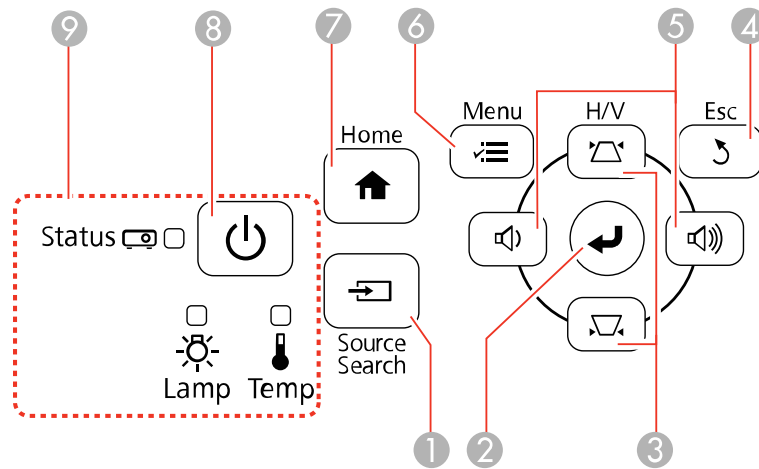 9 8 7 6 5 4
Menu H/V Esc
Home
Status
Source
Search
Lamp Temp
1 2 3